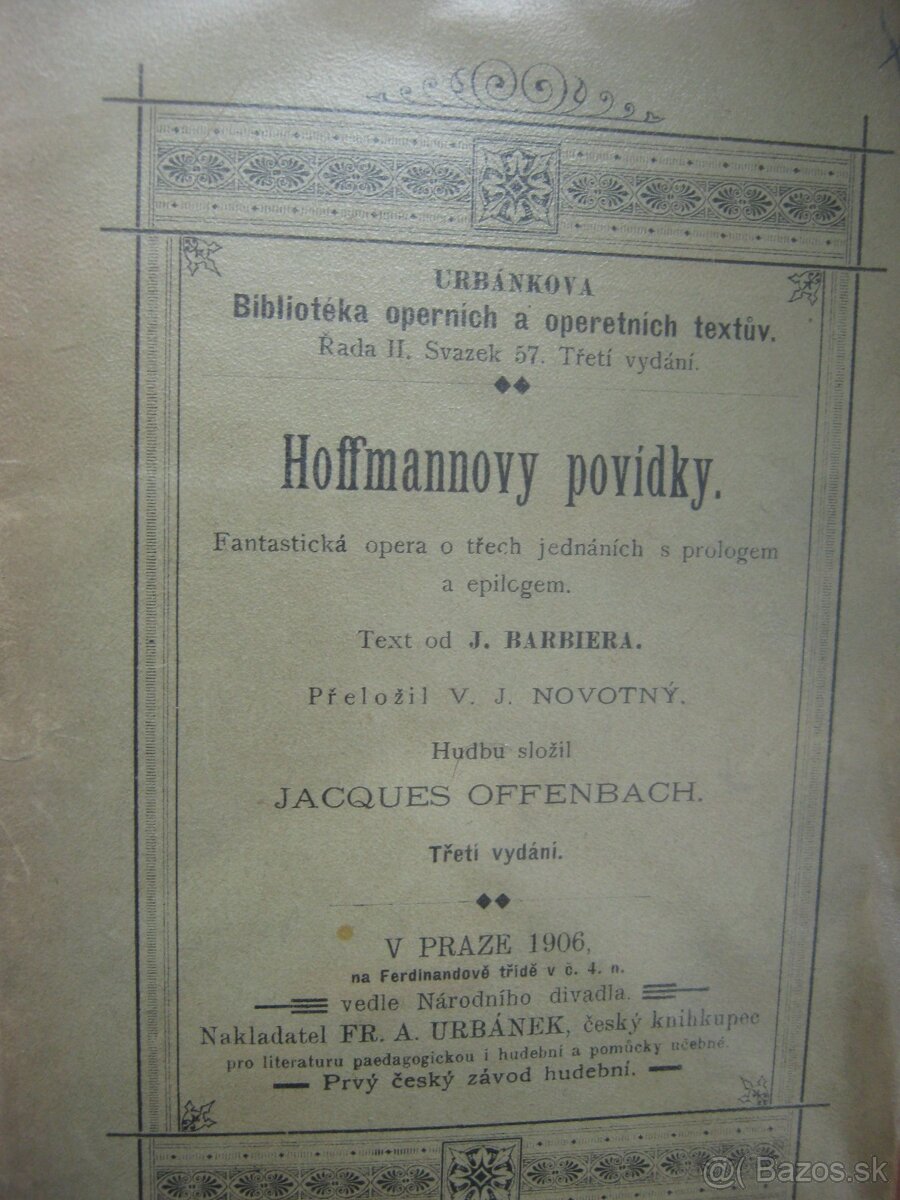 URBÁNKOVA
Bibliotéka operních a operetních textův.
Řada II. Svazek 57. Třetí vydání.
Hoffmannovy povídky.
Fantastická opera o třech jednáních s prologem
a epilogem.
Text od J. BARBIERA.
Přeložil V. J. NOVOTNÝ.
Hudbu složil
JACQUES OFFENBACH.
Třetí vydání.
V PRAZE 1906,
na Ferdinandově třídě v č. 4. n.
vedle Národního divadla.
Nakladatel FR. A. URBÁNEK, český knihkupec
pro literaturu paedagogickou i hudební a pomůcky učebné.
Prvý český závod hudební.
@( Bazos.sk